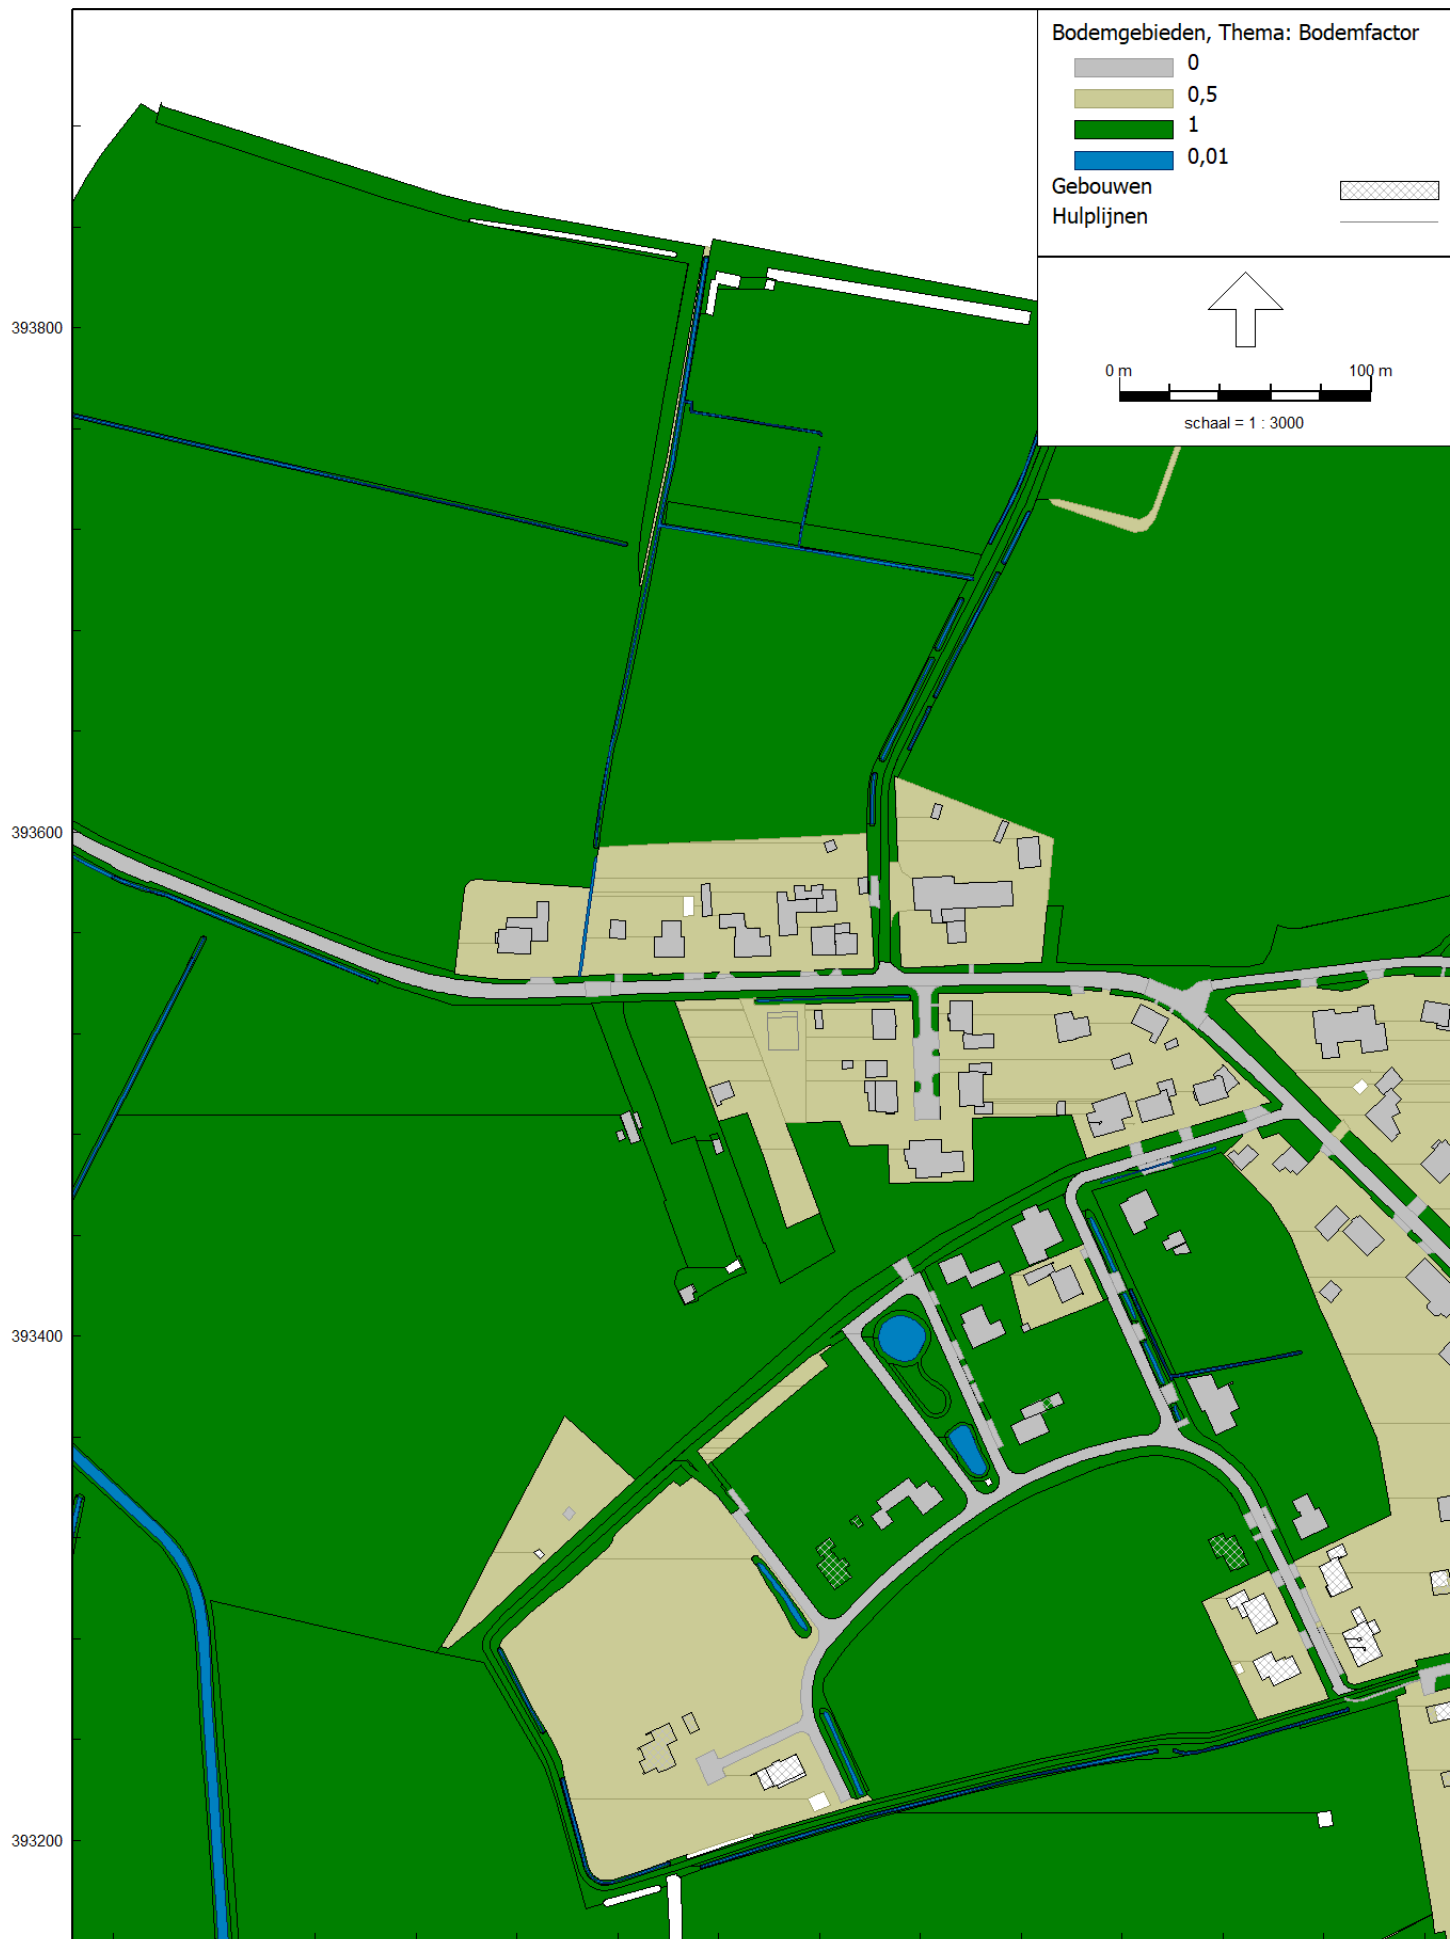 Bodemgebieden, Thema: Bodemfactor
0
0,5
1
0,01
Gebouwen
Hulplijnen
0 m 100 m
schaal = 1 : 3000
393800
393600
393400
393200